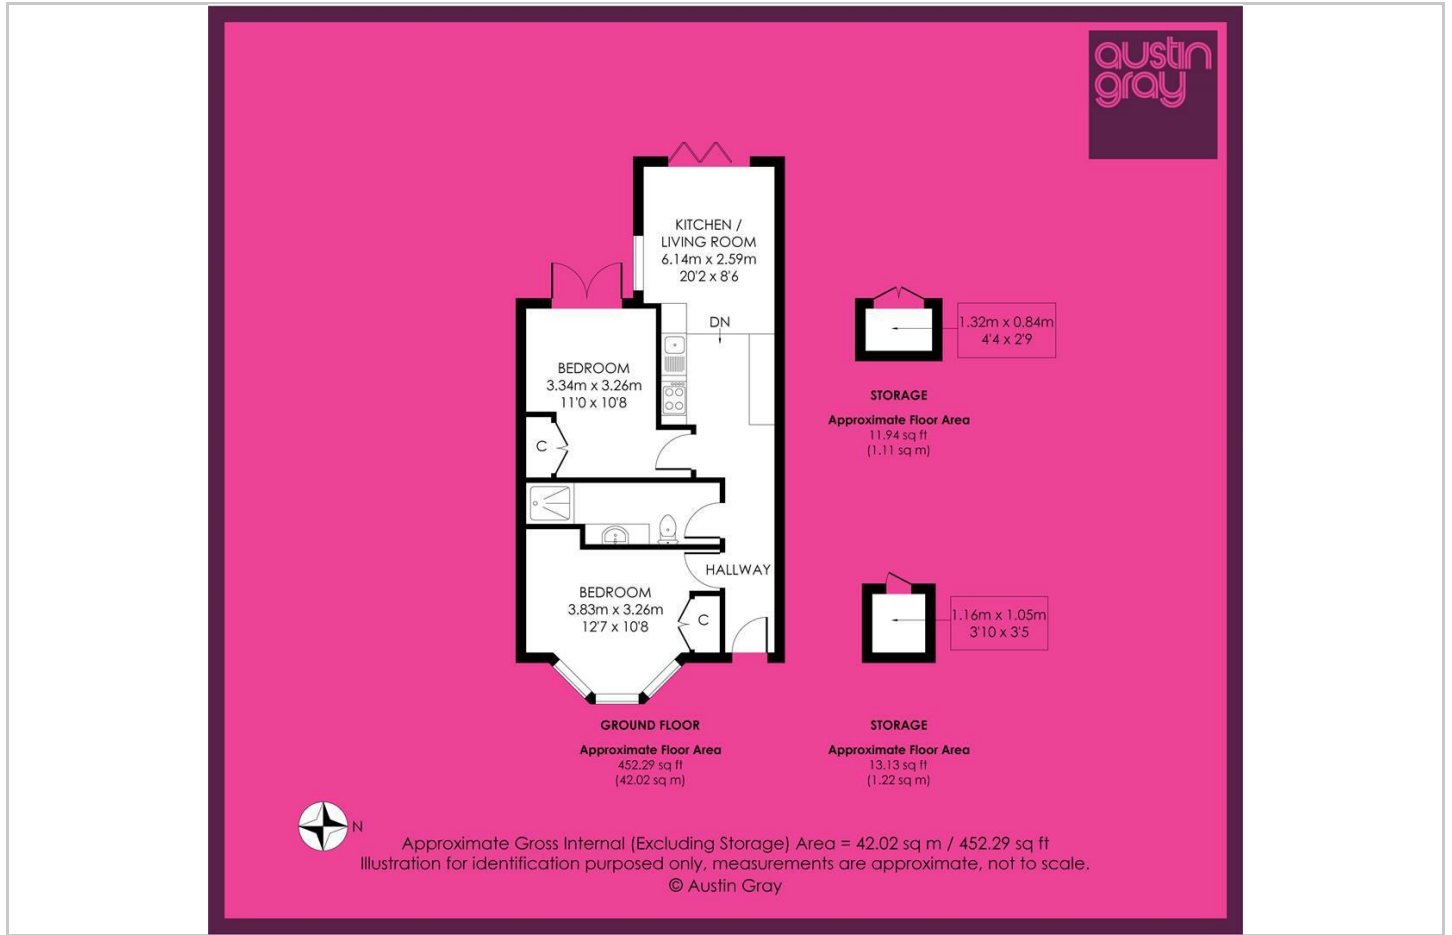 austin
gray
KITCHEN /
LIVING ROOM
6.14m x 2.59m
20'2 x 8'6
DN
BEDROOM
3.34m x 3.26m
11'0 x 10'8
C
HALLWAY
BEDROOM
3.83m x 3.26m
12'7 x 10'8
C
GROUND FLOOR
Approximate Floor Area
452.29 sq ft
(42.02 sq m)
1.32m x 0.84m
4'4 x 2'9
STORAGE
Approximate Floor Area
11.94 sq ft
(1.11 sq m)
1.16m x 1.05m
3'10 x 3'5
STORAGE
Approximate Floor Area
13.13 sq ft
(1.22 sq m)
N
Approximate Gross Internal (Excluding Storage) Area = 42.02 sq m / 452.29 sq ft
Illustration for identification purposed only, measurements are approximate, not to scale.
© Austin Gray